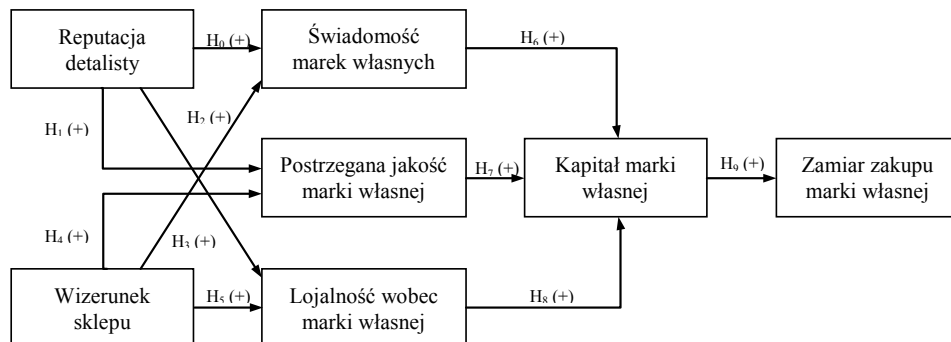 Reputacja
detalisty
H₀ (+)
Świadomość
marek własnych
H₆ (+)
H₁ (+)
H₂ (+)
Postrzegana jakość
marki własnej
H₇ (+)
Kapitał marki
własnej
H₉ (+)
Zamiar zakupu
marki własnej
H₄ (+)
H₃ (+)
Wizerunek
sklepu
H₅ (+)
Lojalność wobec
marki własnej
H₈ (+)